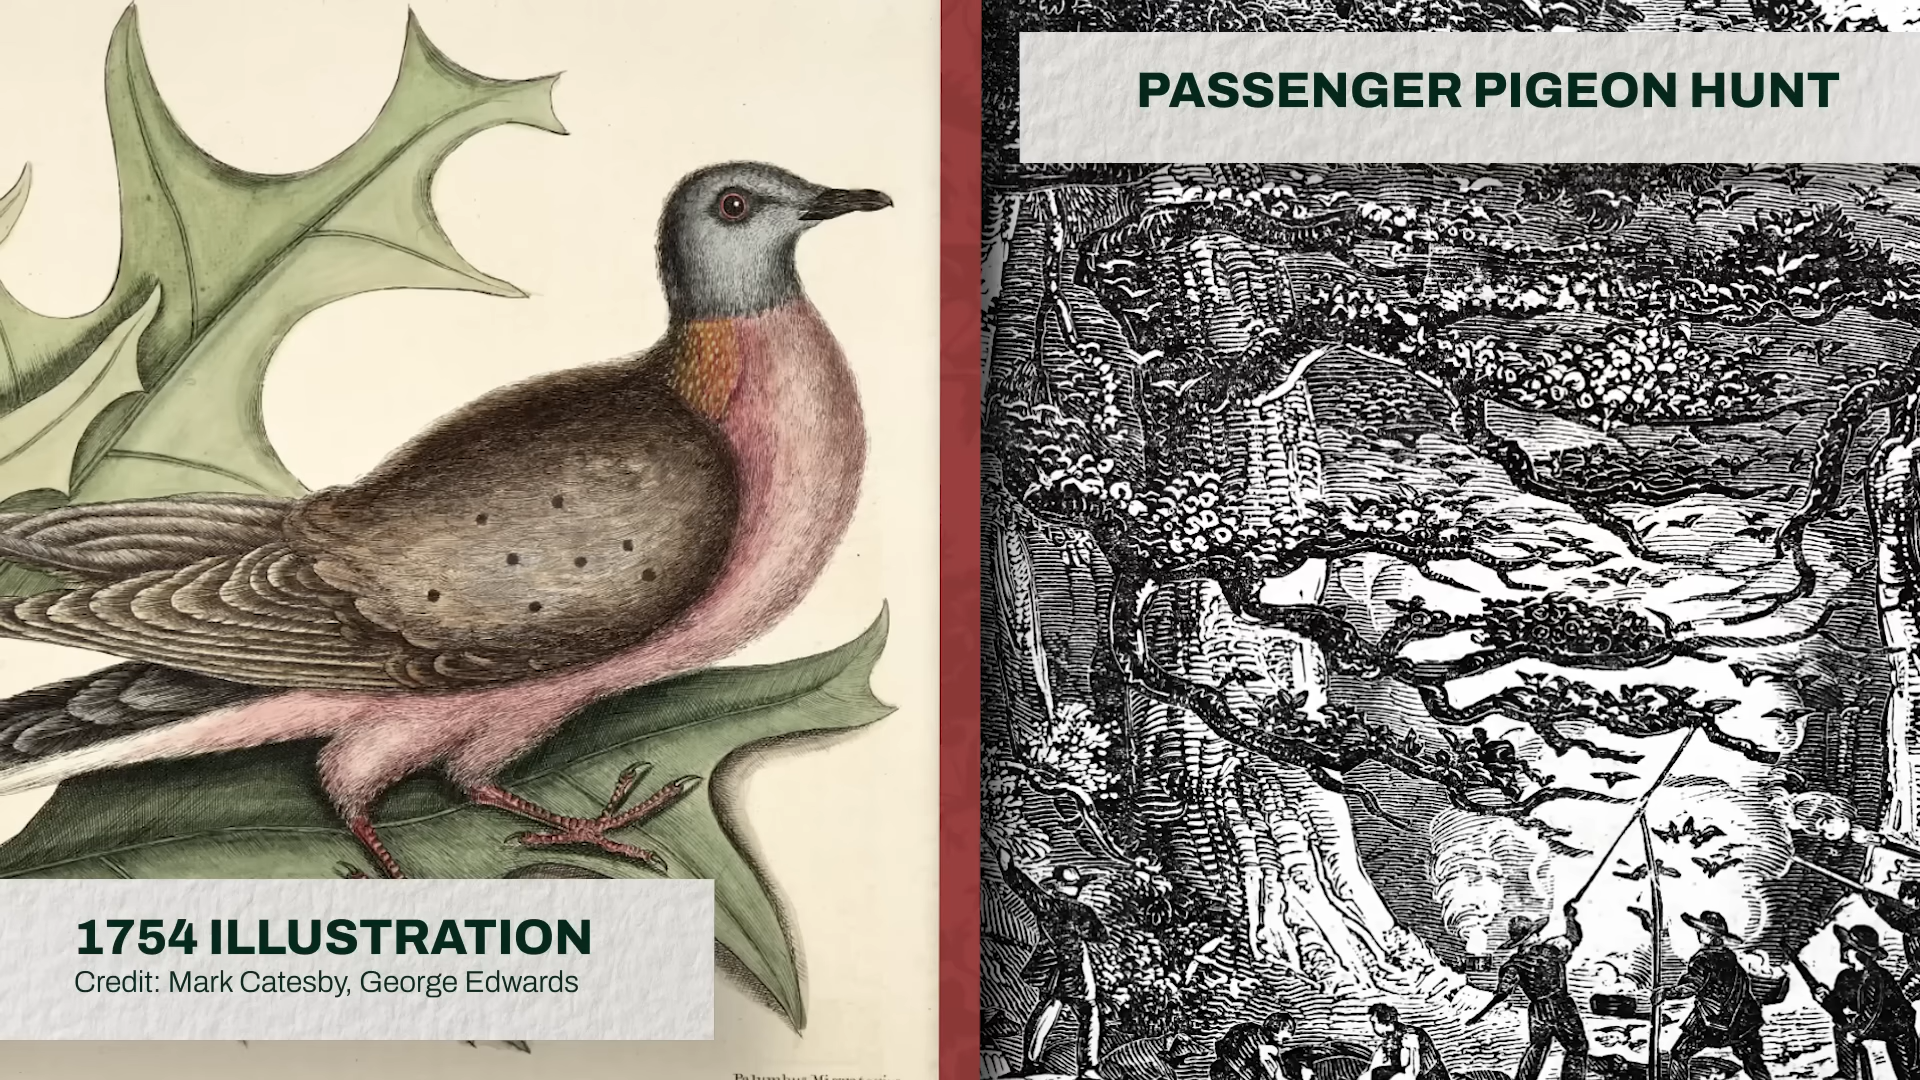 PASSENGER PIGEON HUNT
1754 ILLUSTRATION
Credit: Mark Catesby, George Edwards